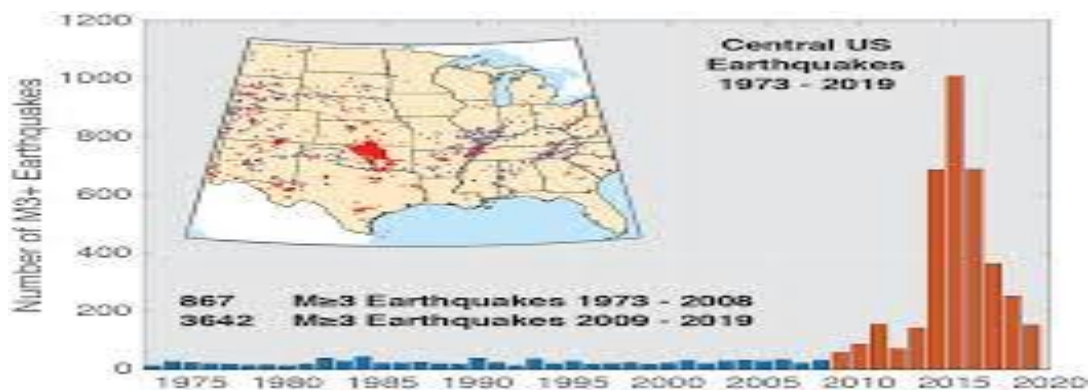 1200
1000
800
600
400
200
0
Number of M3+ Earthquakes
Central US
Earthquakes
1973 - 2019
867 M≥3 Earthquakes 1973 - 2008
3642 M≥3 Earthquakes 2009 - 2019
1975 1980 1985 1990 1995 2000 2005 2010 2015 2020